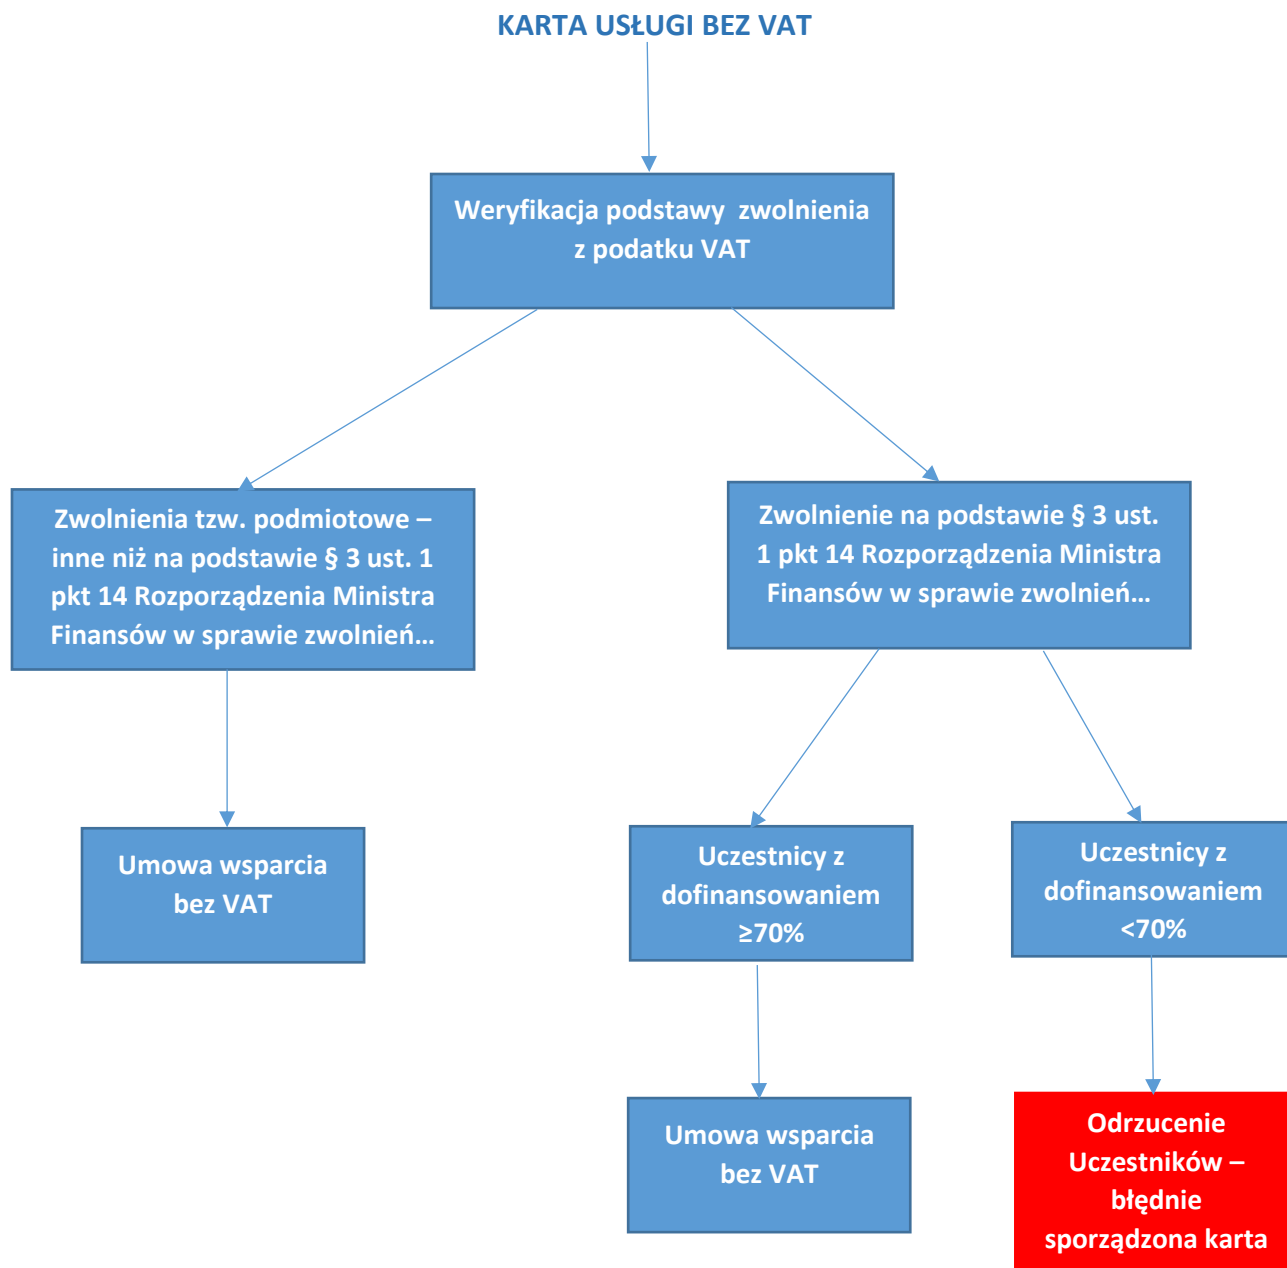 KARTA USŁUGI BEZ VAT
Weryfikacja podstawy zwolnienia
z podatku VAT
Zwolnienia tzw. podmiotowe –
inne niż na podstawie § 3 ust. 1
pkt 14 Rozporządzenia Ministra
Finansów w sprawie zwolnień…
Zwolnienie na podstawie § 3 ust.
1 pkt 14 Rozporządzenia Ministra
Finansów w sprawie zwolnień…
Umowa wsparcia
bez VAT
Uczestnicy z
dofinansowaniem
≥70%
Uczestnicy z
dofinansowaniem
<70%
Umowa wsparcia
bez VAT
Odrzucenie
Uczestników –
błędnie
sporządzona karta